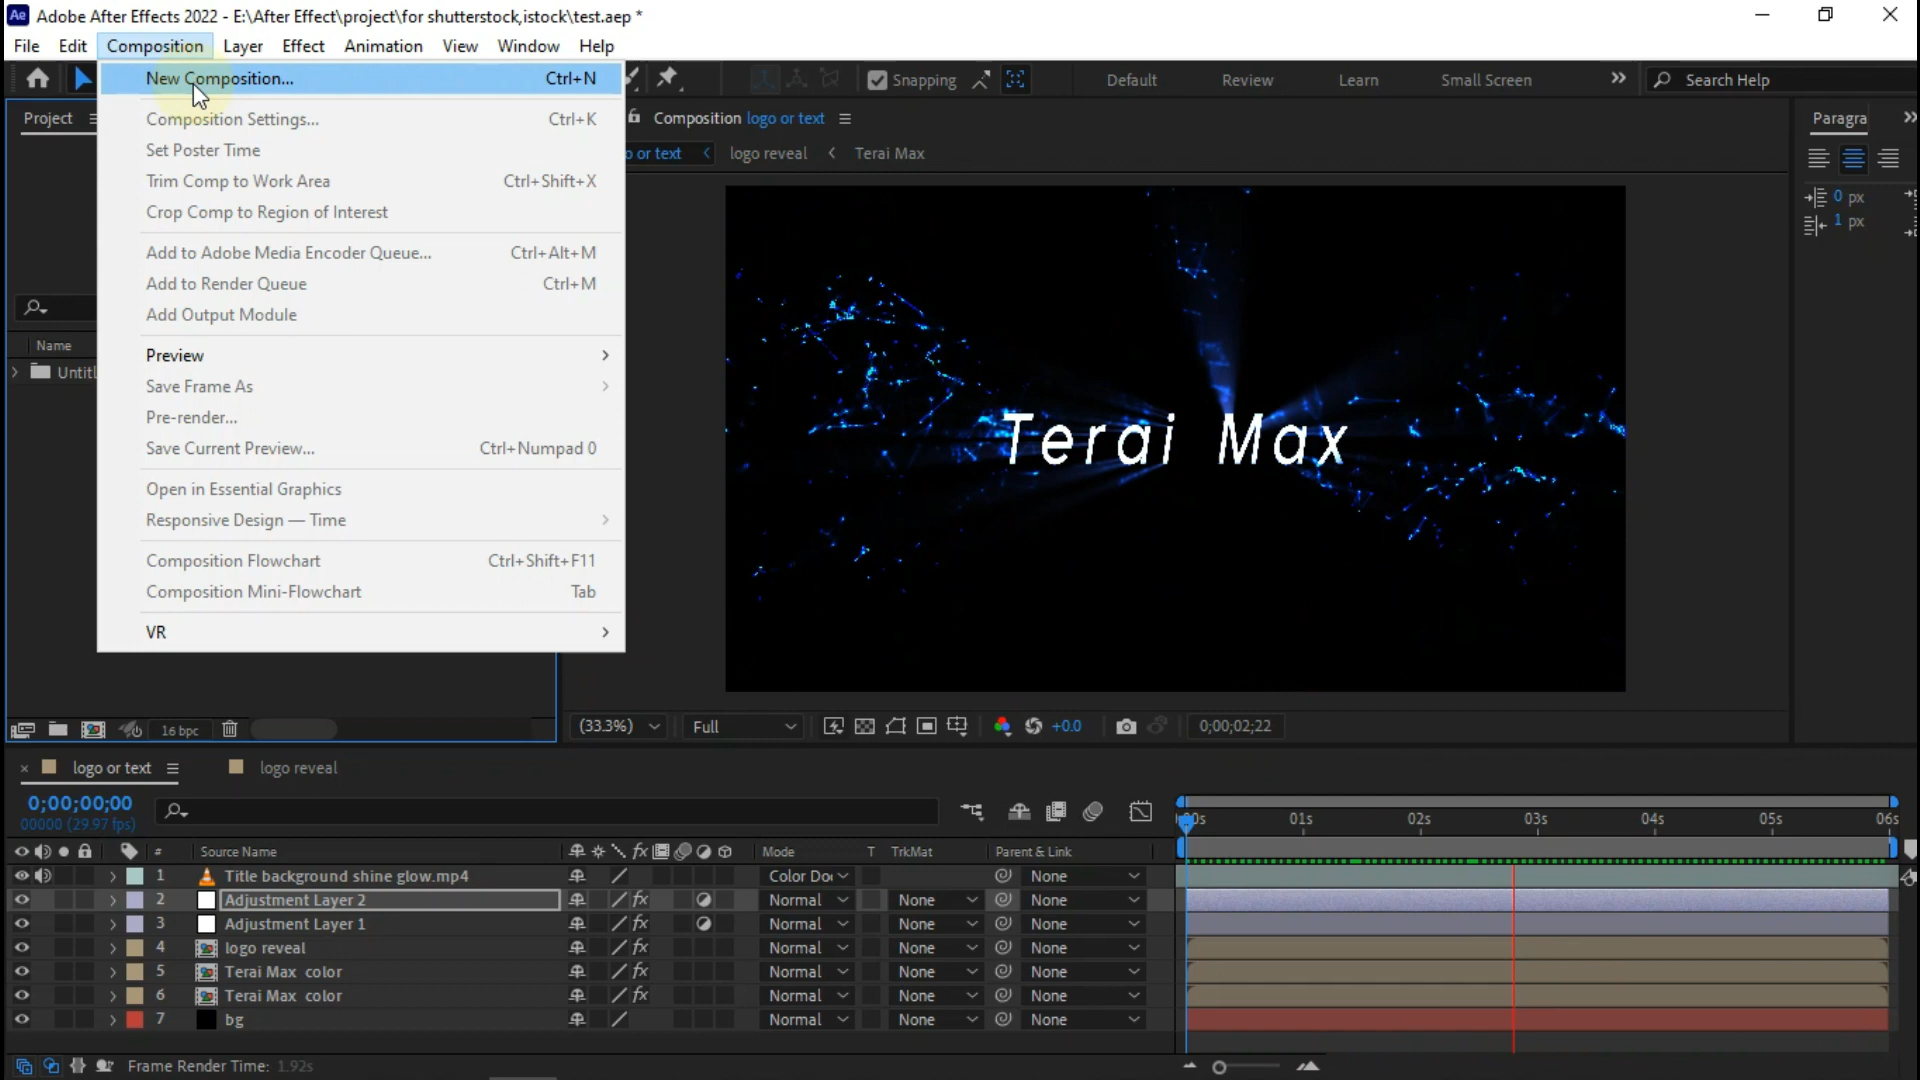 Ae Adobe After Effects 2022 - E:\After Effect\project\for shutterstock,istock\test.aep *
File Edit Composition Layer Effect Animation View Window Help
New Composition... Ctrl+N
Snapping
Default Review Learn Small Screen
Search Help
Composition Settings... Ctrl+K
Set Poster Time
Trim Comp to Work Area Ctrl+Shift+X
Crop Comp to Region of Interest
Add to Adobe Media Encoder Queue... Ctrl+Alt+M
Add to Render Queue Ctrl+M
Add Output Module
Preview
Save Frame As
Pre-render...
Save Current Preview... Ctrl+Numpad 0
Open in Essential Graphics
Responsive Design — Time
Composition Flowchart Ctrl+Shift+F11
Composition Mini-Flowchart Tab
VR
Project
Name
Untitl
16 bpc
Composition logo or text
o or text logo reveal Terai Max
Terai Max
(33.3%) Full +0.0 0;00;02;22
Paragra
0 px
1 px
logo or text logo reveal
0;00;00;00
00000 (29.97 fps)
01s 02s 03s 04s 05s 06s
# Source Name fx Mode T TrkMat Parent & Link
1 Title background shine glow.mp4 Color Do None
2 Adjustment Layer 2 fx Normal None None
3 Adjustment Layer 1 fx Normal None None
4 logo reveal fx Normal None None
5 Terai Max color fx Normal None None
6 Terai Max color fx Normal None None
7 bg Normal None None
Frame Render Time: 1.92s